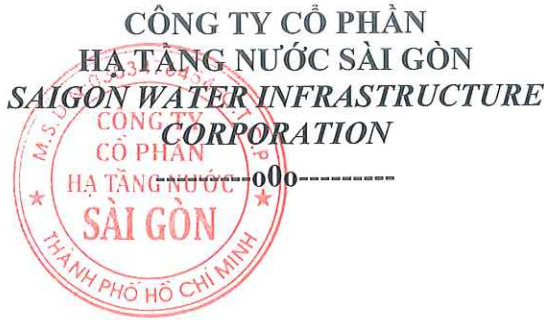 CÔNG TY CỔ PHẦN
HẠ TẦNG NƯỚC SÀI GÒN
SAIGON WATER INFRASTRUCTURE
CORPORATION
----------o0o----------
CÔNG TY
CỔ PHẦN
HẠ TẦNG NƯỚC
SÀI GÒN
THÀNH PHỐ HỒ CHÍ MINH